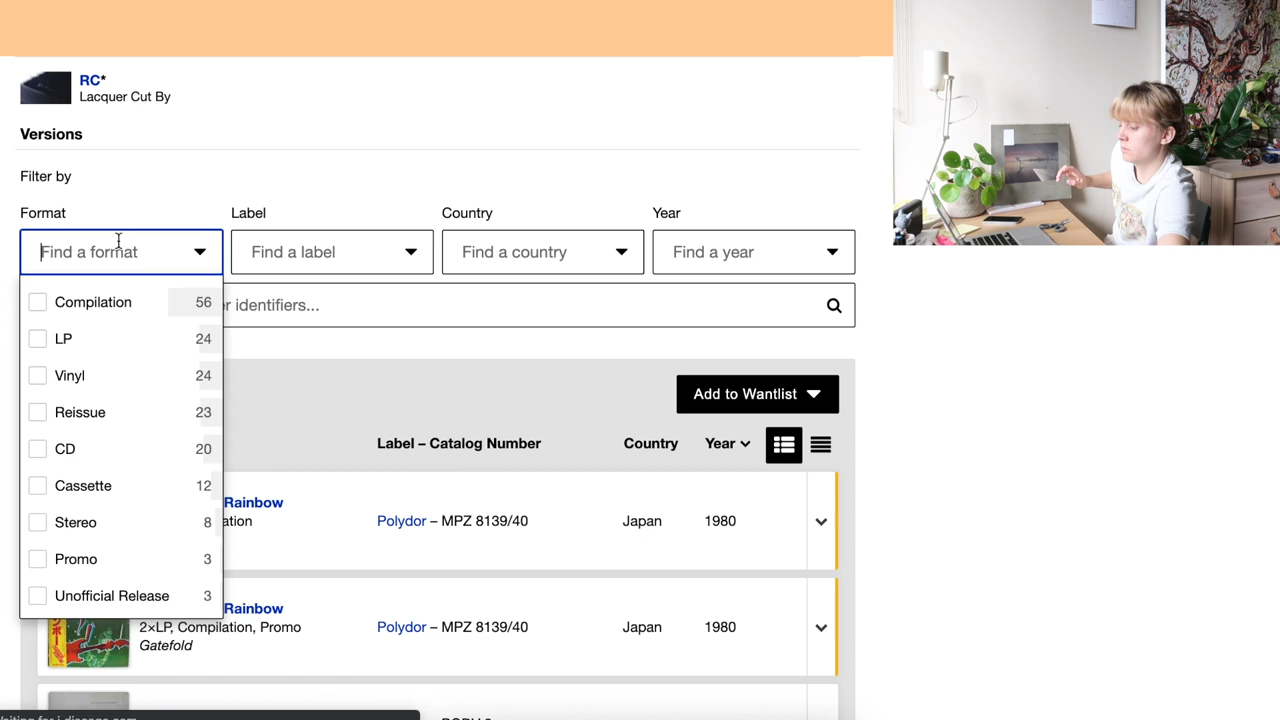 RC*
Lacquer Cut By
Versions
Filter by
Format
Label
Country
Year
Find a format
Find a label
Find a country
Find a year
Compilation 56
LP 24
Vinyl 24
Reissue 23
CD 20
Cassette 12
Stereo 8
Promo 3
Unofficial Release 3
identifiers...
Add to Wantlist
Label – Catalog Number
Country
Year
Rainbow
Polydor – MPZ 8139/40
Japan
1980
Rainbow
2×LP, Compilation, Promo
Gatefold
Polydor – MPZ 8139/40
Japan
1980